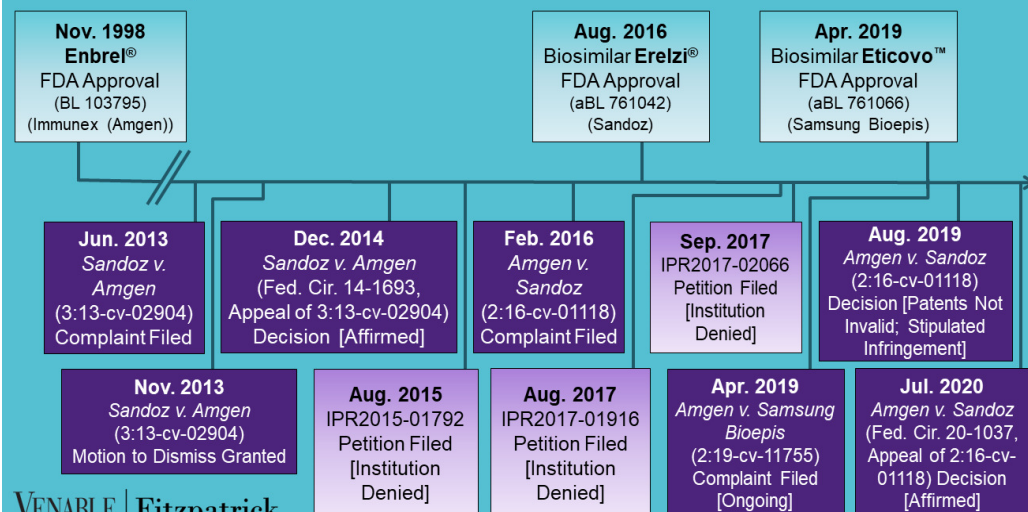 Nov. 1998
Enbrel®
FDA Approval
(BL 103795)
(Immunex (Amgen))
Aug. 2016
Biosimilar Erelzi®
FDA Approval
(aBL 761042)
(Sandoz)
Apr. 2019
Biosimilar Eticovo™
FDA Approval
(aBL 761066)
(Samsung Bioepis)
Jun. 2013
Sandoz v.
Amgen
(3:13-cv-02904)
Complaint Filed
Dec. 2014
Sandoz v. Amgen
(Fed. Cir. 14-1693,
Appeal of 3:13-cv-02904)
Decision [Affirmed]
Feb. 2016
Amgen v.
Sandoz
(2:16-cv-01118)
Complaint Filed
Sep. 2017
IPR2017-02066
Petition Filed
[Institution
Denied]
Aug. 2019
Amgen v. Sandoz
(2:16-cv-01118)
Decision [Patents Not
Invalid; Stipulated
Infringement]
Nov. 2013
Sandoz v. Amgen
(3:13-cv-02904)
Motion to Dismiss Granted
Aug. 2015
IPR2015-01792
Petition Filed
[Institution
Denied]
Aug. 2017
IPR2017-01916
Petition Filed
[Institution
Denied]
Apr. 2019
Amgen v. Samsung
Bioepis
(2:19-cv-11755)
Complaint Filed
[Ongoing]
Jul. 2020
Amgen v. Sandoz
(Fed. Cir. 20-1037,
Appeal of 2:16-cv-
01118) Decision
[Affirmed]
VENABLE | Fitzpatrick